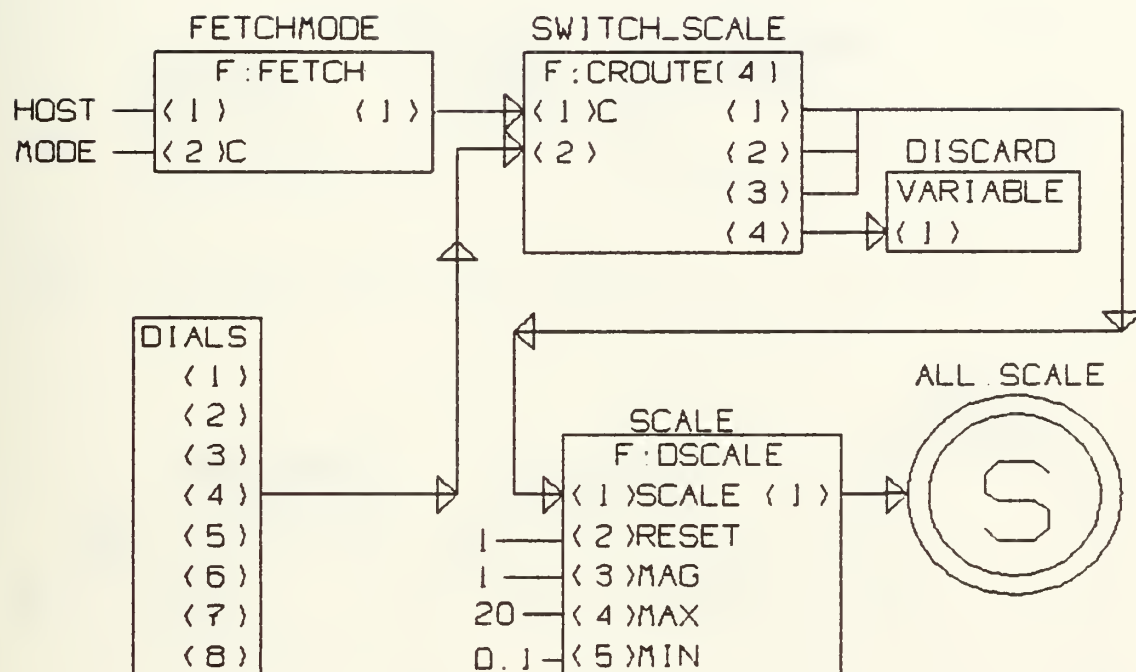 FETCHMODE
F:FETCH
HOST
<1>
<1>
MODE
<2>C
SWITCH_SCALE
F:CROUTE(4)
<1>C
<1>
<2>
<2>
<3>
<4>
DISCARD
VARIABLE
<1>
DIALS
<1>
<2>
<3>
<4>
<5>
<6>
<7>
<8>
SCALE
F:DSCALE
<1>SCALE <1>
1
<2>RESET
1
<3>MAG
20
<4>MAX
0.1
<5>MIN
ALL.SCALE
S